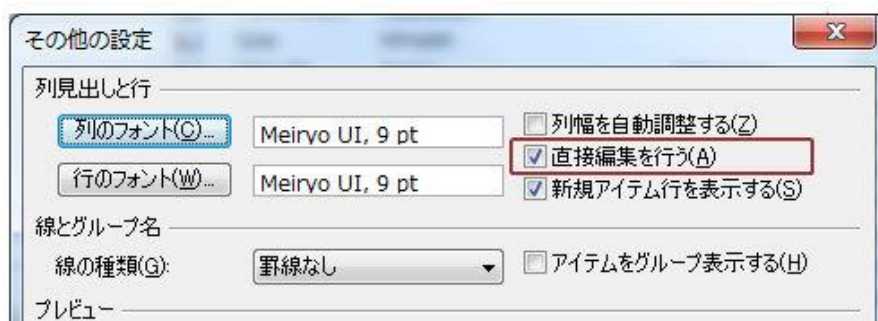 その他の設定
列見出しと行
列のフォント(C)...
Meiryo UI, 9 pt
列幅を自動調整する(Z)
直接編集を行う(A)
行のフォント(W)...
Meiryo UI, 9 pt
新規アイテム行を表示する(S)
線とグループ名
線の種類(G):
罫線なし
アイテムをグループ表示する(H)
プレビュー